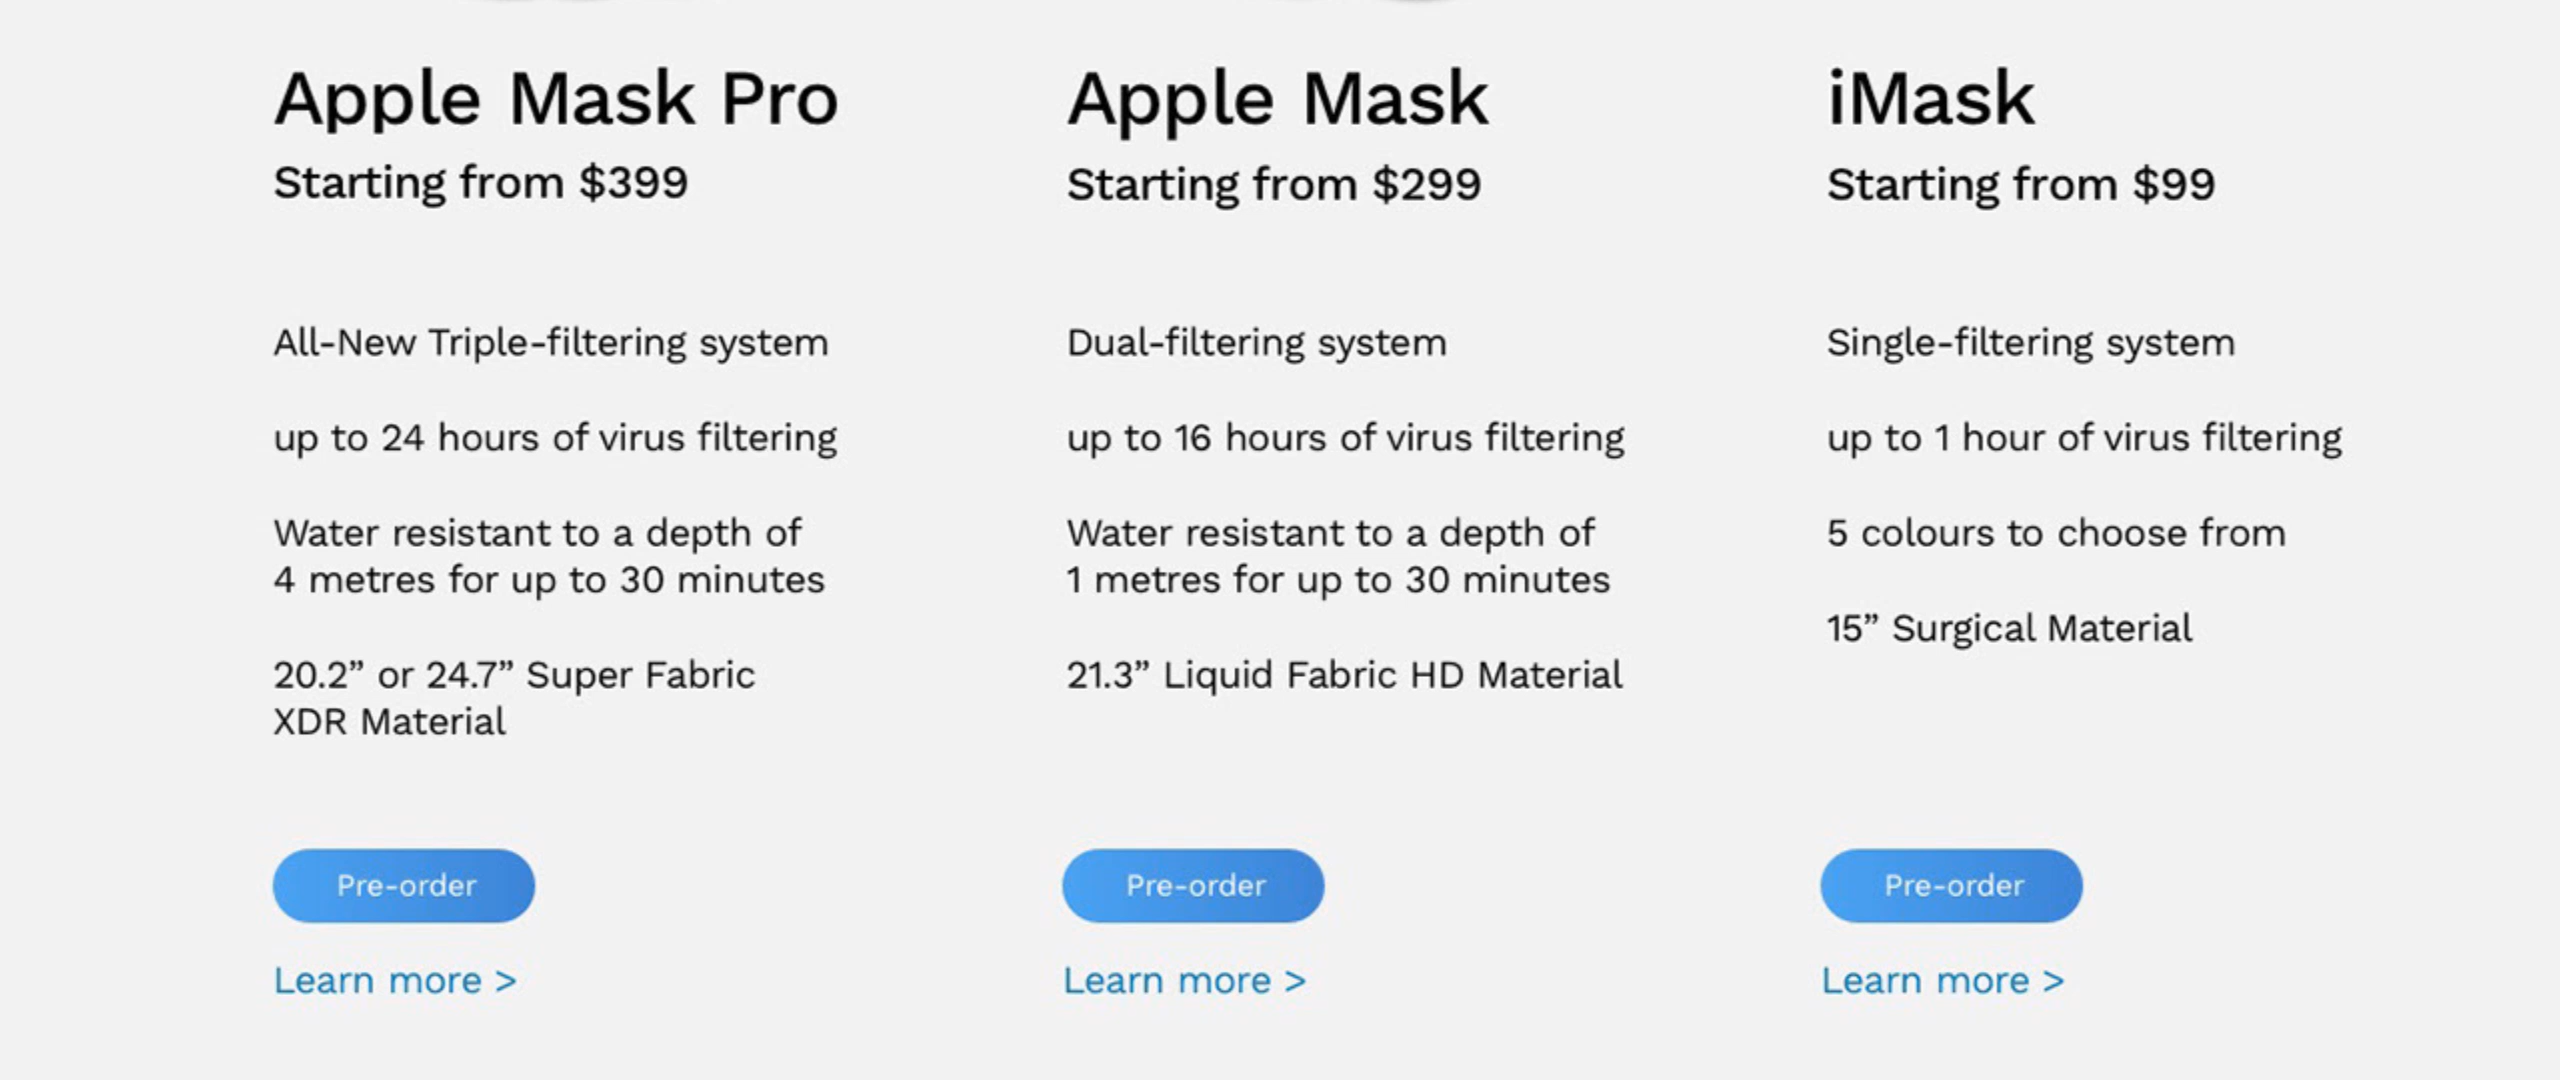 Apple Mask Pro
Starting from $399
All-New Triple-filtering system
up to 24 hours of virus filtering
Water resistant to a depth of
4 metres for up to 30 minutes
20.2” or 24.7” Super Fabric
XDR Material
Pre-order
Learn more >
Apple Mask
Starting from $299
Dual-filtering system
up to 16 hours of virus filtering
Water resistant to a depth of
1 metres for up to 30 minutes
21.3” Liquid Fabric HD Material
Pre-order
Learn more >
iMask
Starting from $99
Single-filtering system
up to 1 hour of virus filtering
5 colours to choose from
15” Surgical Material
Pre-order
Learn more >